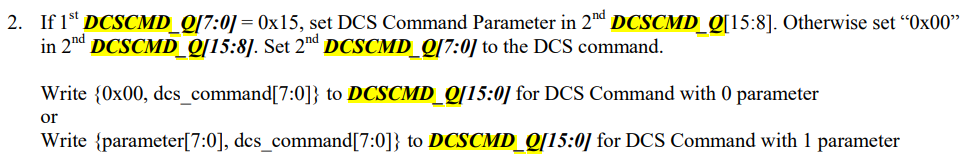 2. If 1st DCSCMD_Q[7:0] = 0x15, set DCS Command Parameter in 2nd DCSCMD_Q[15:8]. Otherwise set “0x00”
in 2nd DCSCMD_Q[15:8]. Set 2nd DCSCMD_Q[7:0] to the DCS command.
Write {0x00, dcs_command[7:0]} to DCSCMD_Q[15:0] for DCS Command with 0 parameter
or
Write {parameter[7:0], dcs_command[7:0]} to DCSCMD_Q[15:0] for DCS Command with 1 parameter